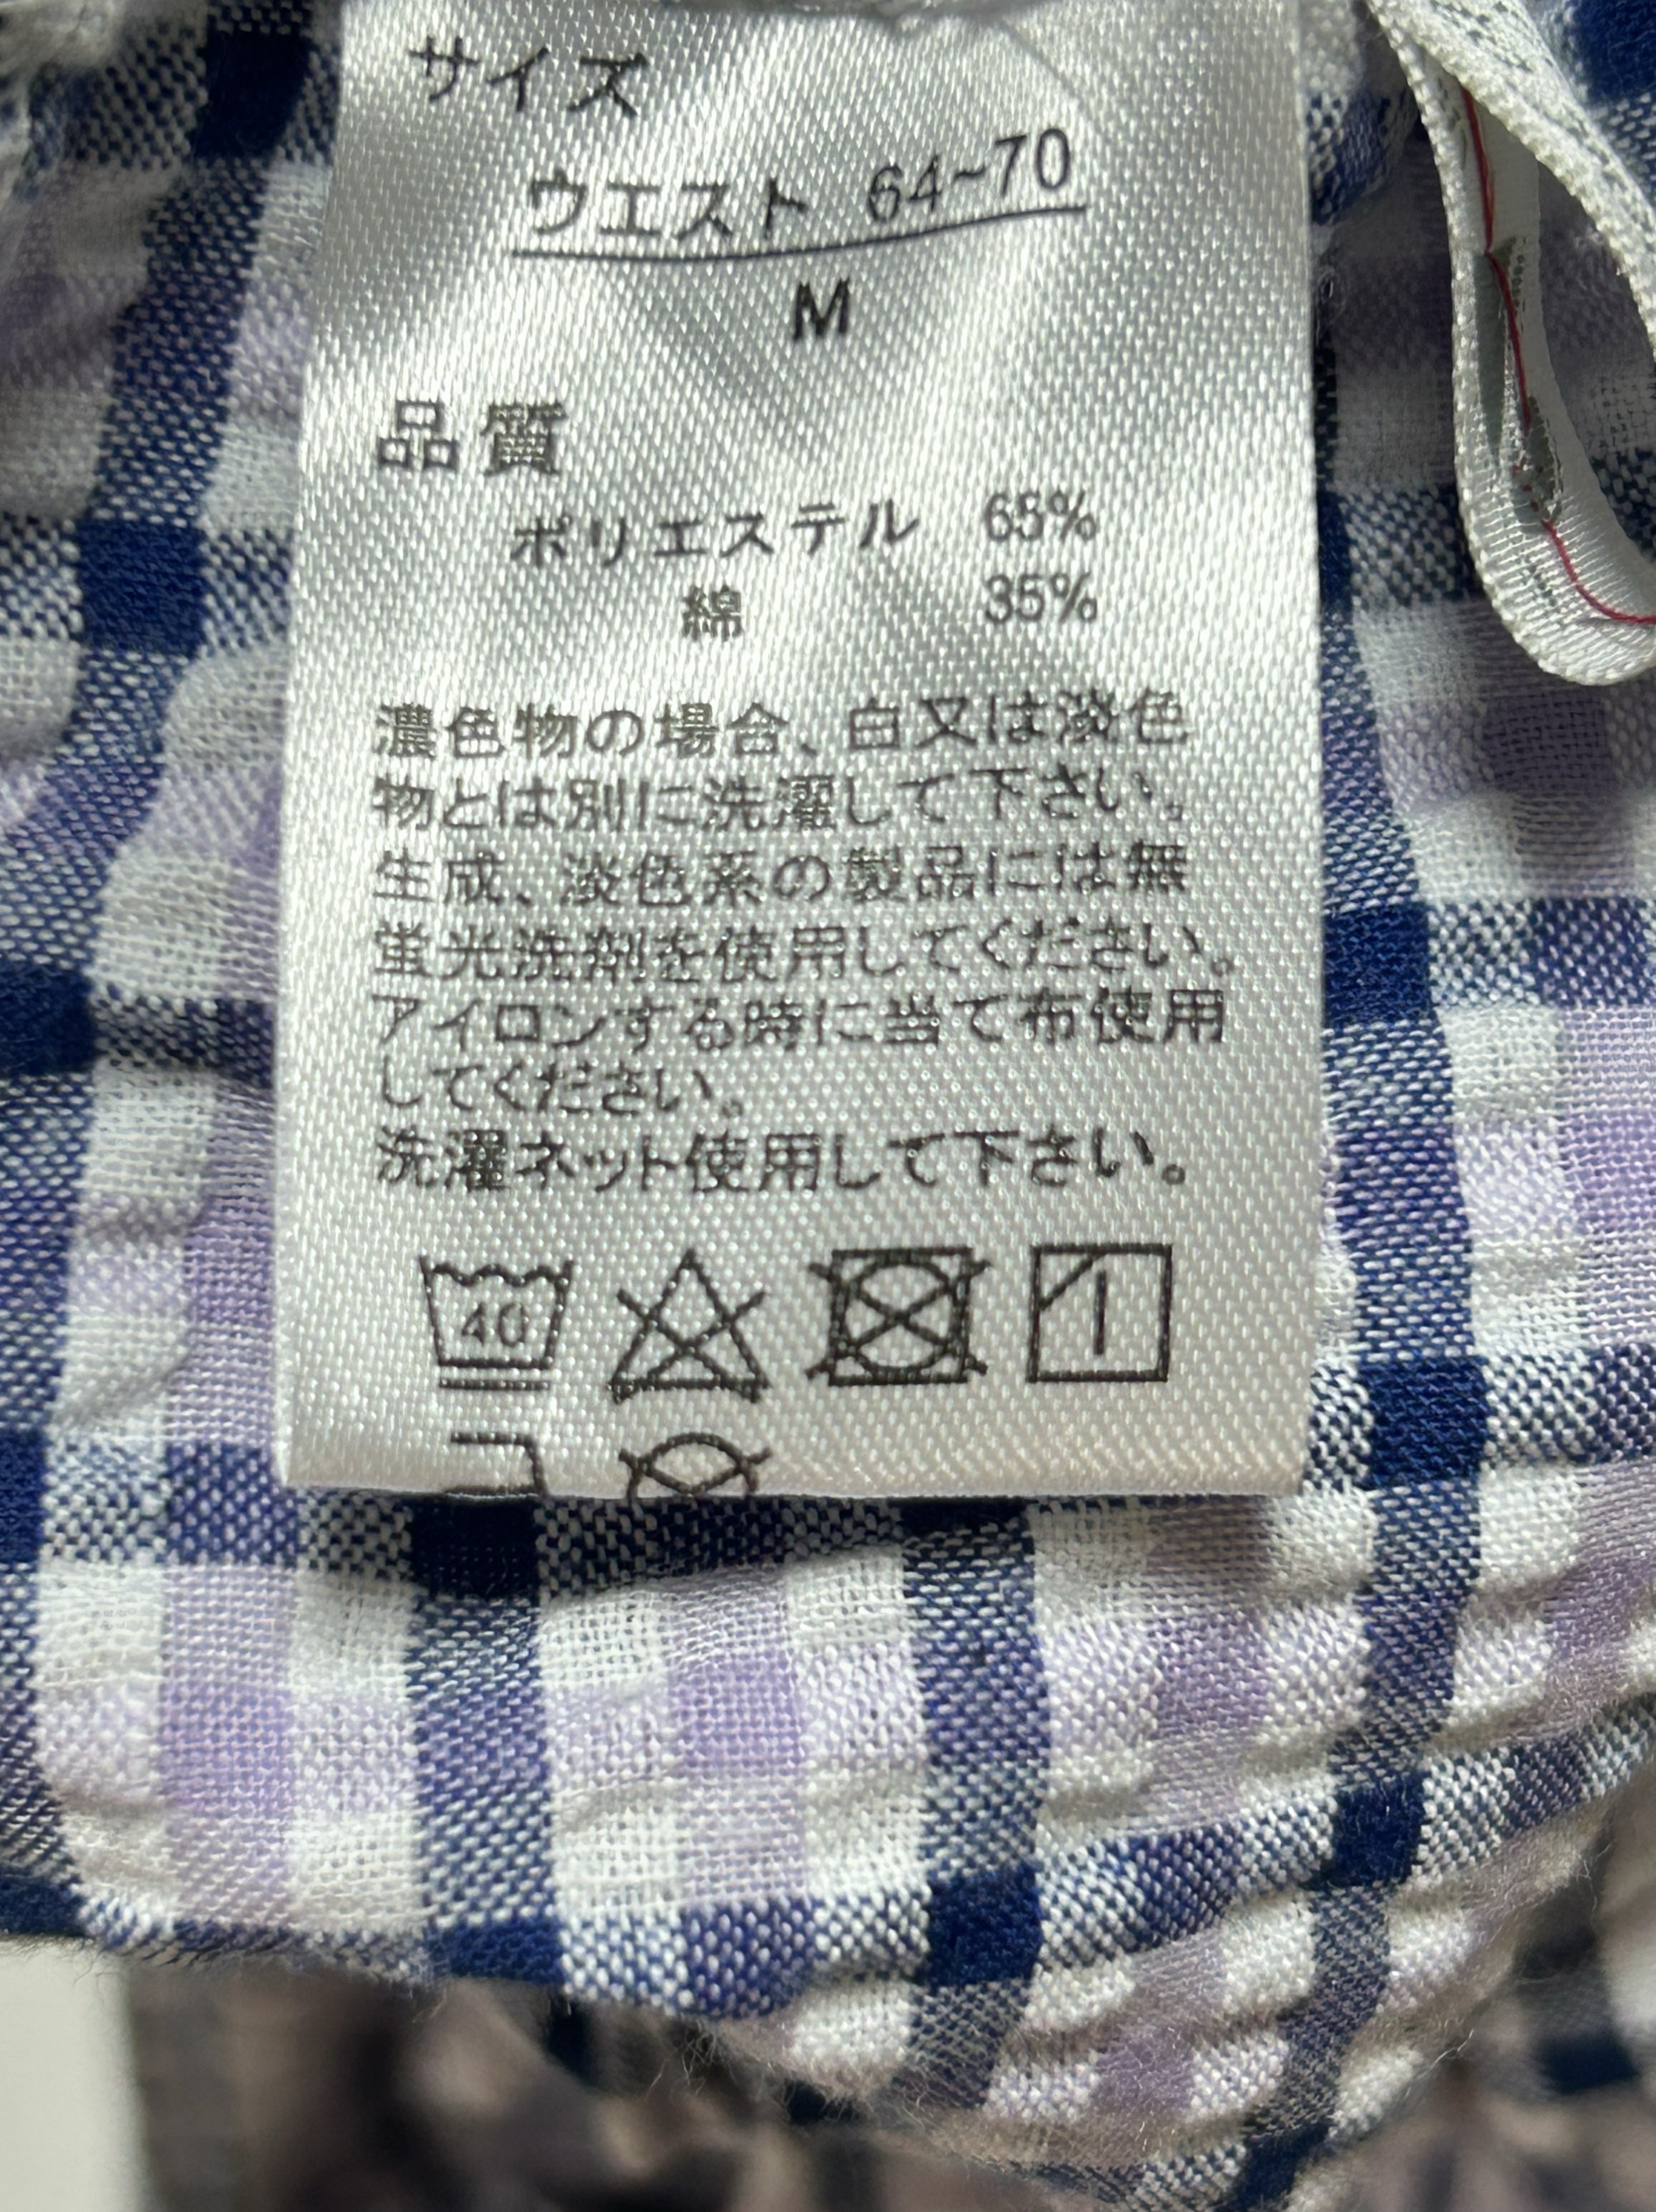 サイズ
ウエスト 64~70
M
品質
ポリエステル 65%
綿 35%
濃色物の場合、白又は淡色
物とは別に洗濯して下さい。
生成、淡色系の製品には無
蛍光洗剤を使用してください。
アイロンする時に当て布使用
してください。
洗濯ネット使用して下さい。
40